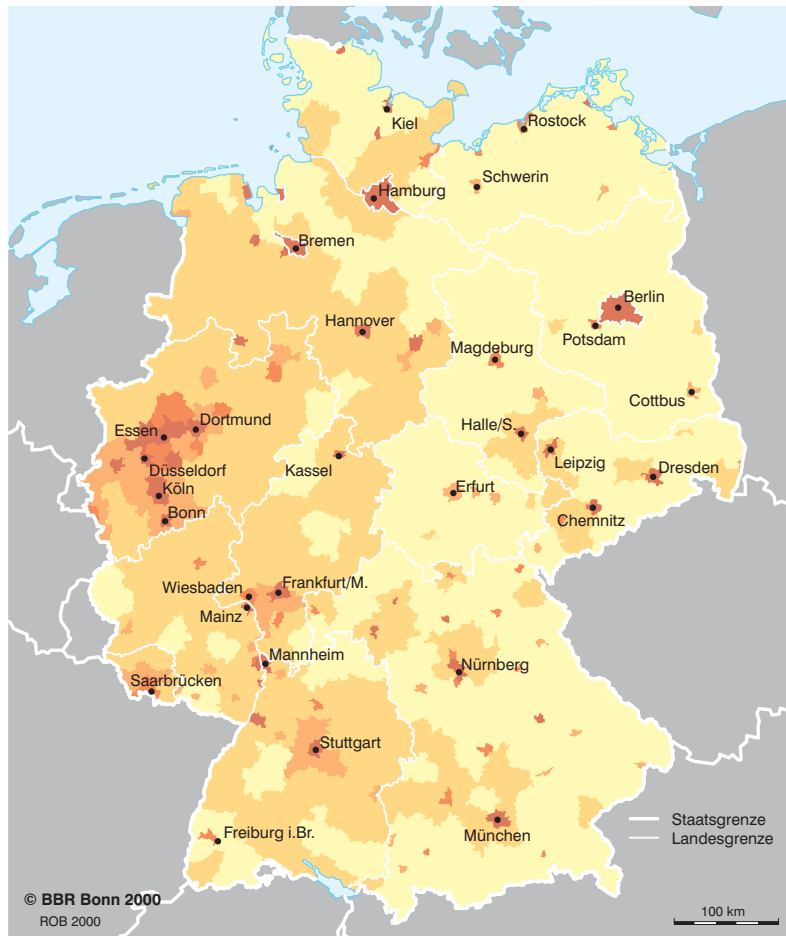 Kiel
Rostock
Schwerin
Hamburg
Bremen
Berlin
Hannover
Potsdam
Magdeburg
Cottbus
Dortmund
Essen
Halle/S.
Leipzig
Düsseldorf
Kassel
Dresden
Köln
Erfurt
Bonn
Chemnitz
Frankfurt/M.
Wiesbaden
Mainz
Mannheim
Nürnberg
Saarbrücken
Stuttgart
Freiburg i.Br.
München
Staatsgrenze
Landesgrenze
© BBR Bonn 2000
ROB 2000
100 km